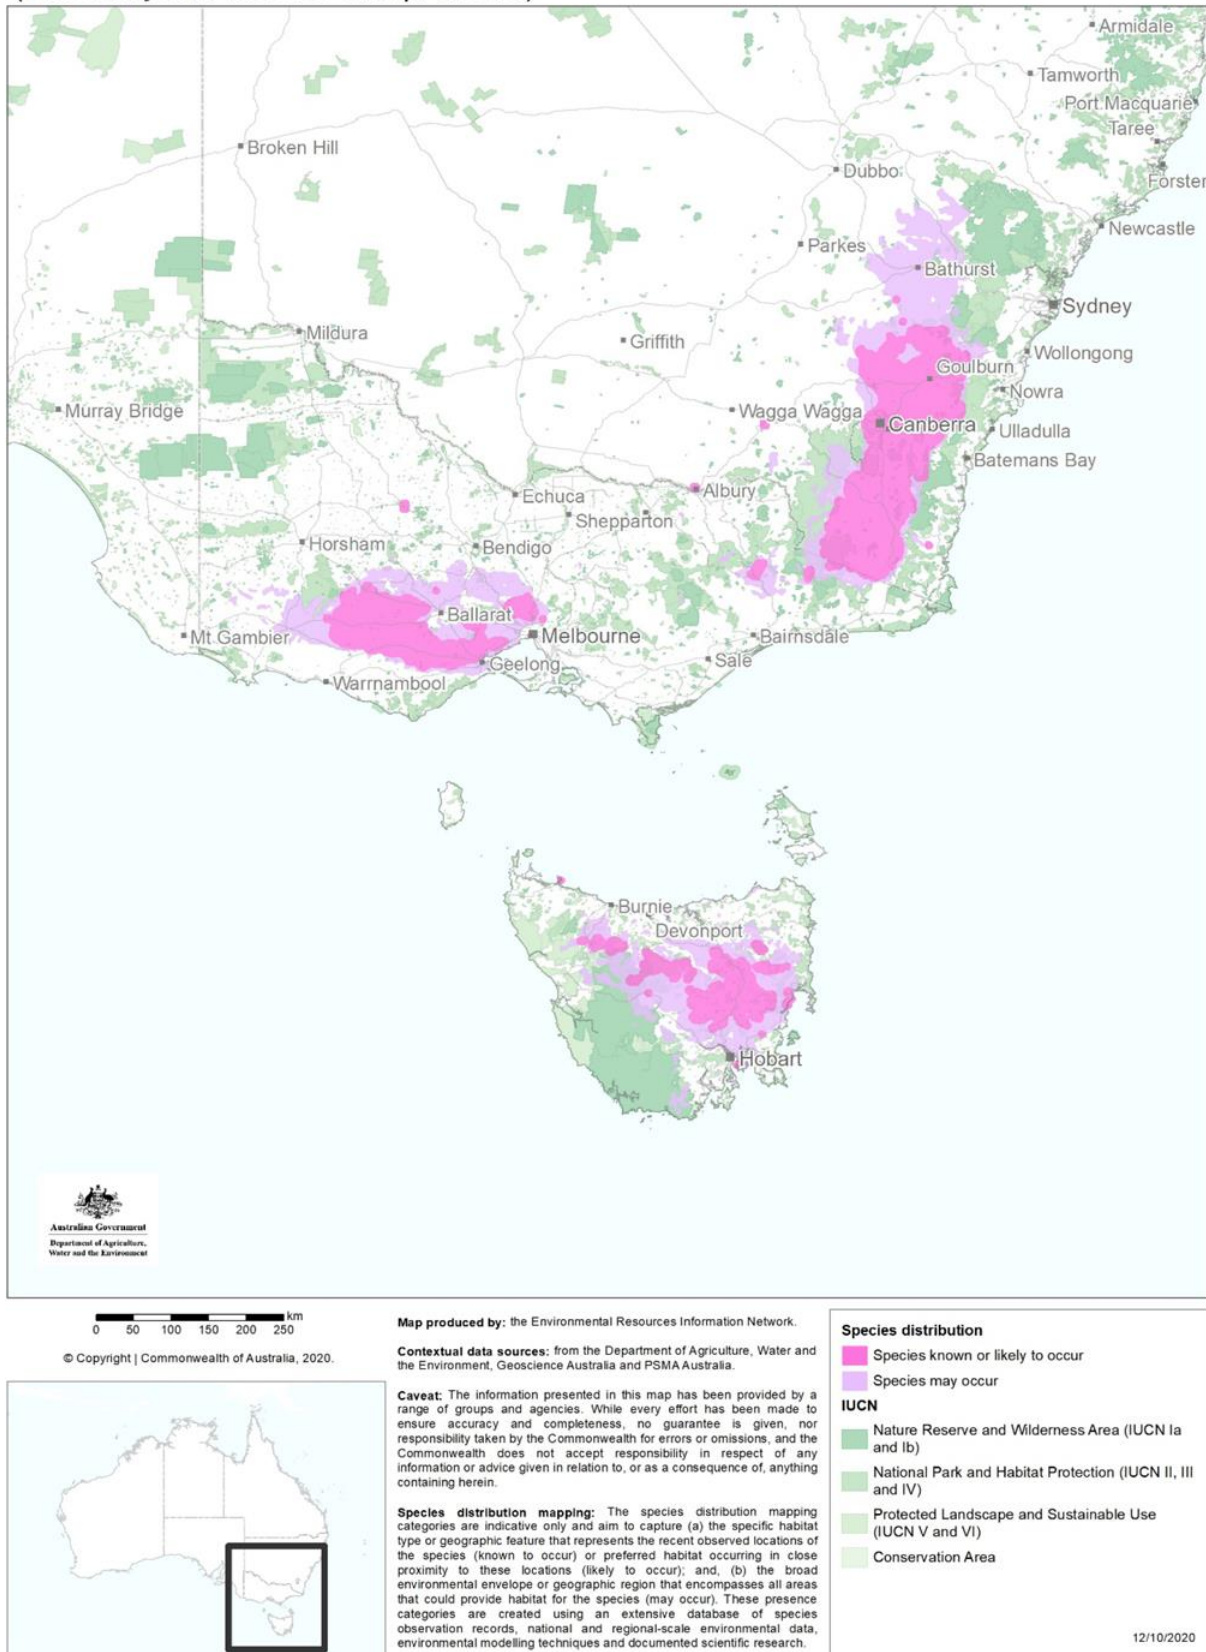 Armidale
Tamworth
Port Macquarie
Taree
Broken Hill
Dubbo
Forster
Newcastle
Parkes
Bathurst
Sydney
Mildura
Griffith
Wollongong
Goulburn
Nowra
Murray Bridge
Wagga Wagga
Canberra
Ulladulla
Batemans Bay
Echuca
Albury
Shepparton
Horsham
Bendigo
Ballarat
Mt Gambier
Melbourne
Bairnsdale
Geelong
Sale
Warrnambool
Burnie
Devonport
Hobart
Australian Government
Department of Agriculture,
Water and the Environment
km
0 50 100 150 200 250
© Copyright | Commonwealth of Australia, 2020.
Map produced by: the Environmental Resources Information Network.
Contextual data sources: from the Department of Agriculture, Water and
the Environment, Geoscience Australia and PSMA Australia.
Caveat: The information presented in this map has been provided by a
range of groups and agencies. While every effort has been made to
ensure accuracy and completeness, no guarantee is given, nor
responsibility taken by the Commonwealth for errors or omissions, and the
Commonwealth does not accept responsibility in respect of any
information or advice given in relation to, or as a consequence of, anything
containing herein.
Species distribution mapping: The species distribution mapping
categories are indicative only and aim to capture (a) the specific habitat
type or geographic feature that represents the recent observed locations of
the species (known to occur) or preferred habitat occurring in close
proximity to these locations (likely to occur); and, (b) the broad
environmental envelope or geographic region that encompasses all areas
that could provide habitat for the species (may occur). These presence
categories are created using an extensive database of species
observation records, national and regional-scale environmental data,
environmental modelling techniques and documented scientific research.
Species distribution
Species known or likely to occur
Species may occur
IUCN
Nature Reserve and Wilderness Area (IUCN Ia
and Ib)
National Park and Habitat Protection (IUCN II, III
and IV)
Protected Landscape and Sustainable Use
(IUCN V and VI)
Conservation Area
12/10/2020